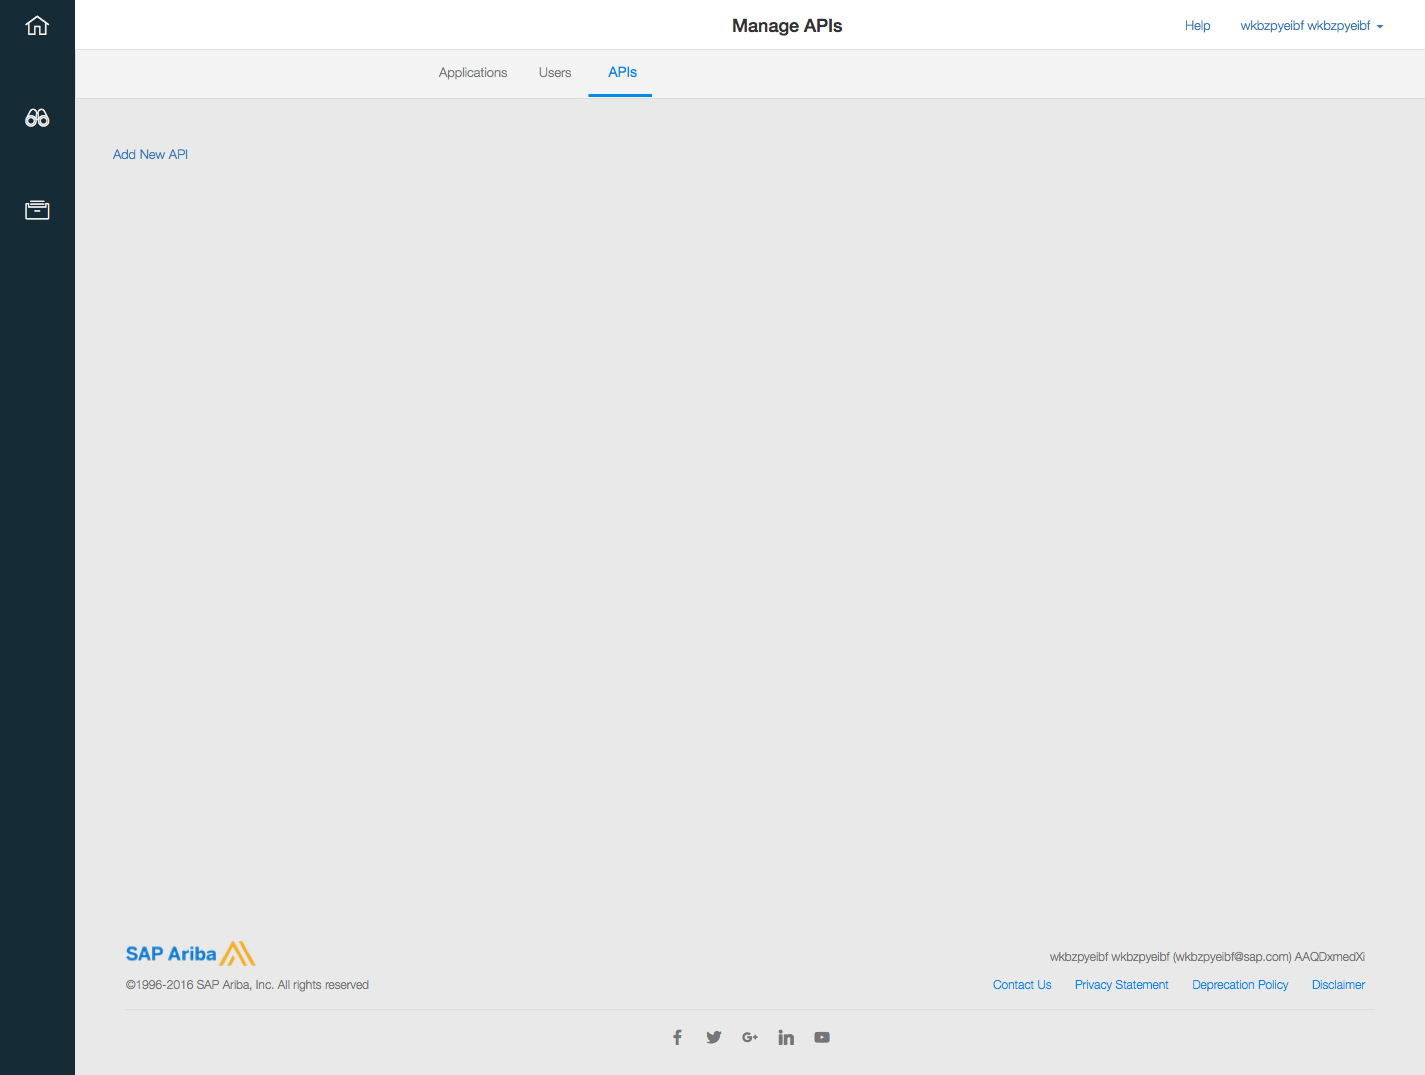 Manage APIs
Help
wkbzpyeibf wkbzpyeibf
Applications
Users
APIs
Add New API
SAP Ariba
wkbzpyeibf wkbzpyeibf (wkbzpyeibf@sap.com) AAQDxmedXi
©1996-2016 SAP Ariba, Inc. All rights reserved
Contact Us
Privacy Statement
Deprecation Policy
Disclaimer